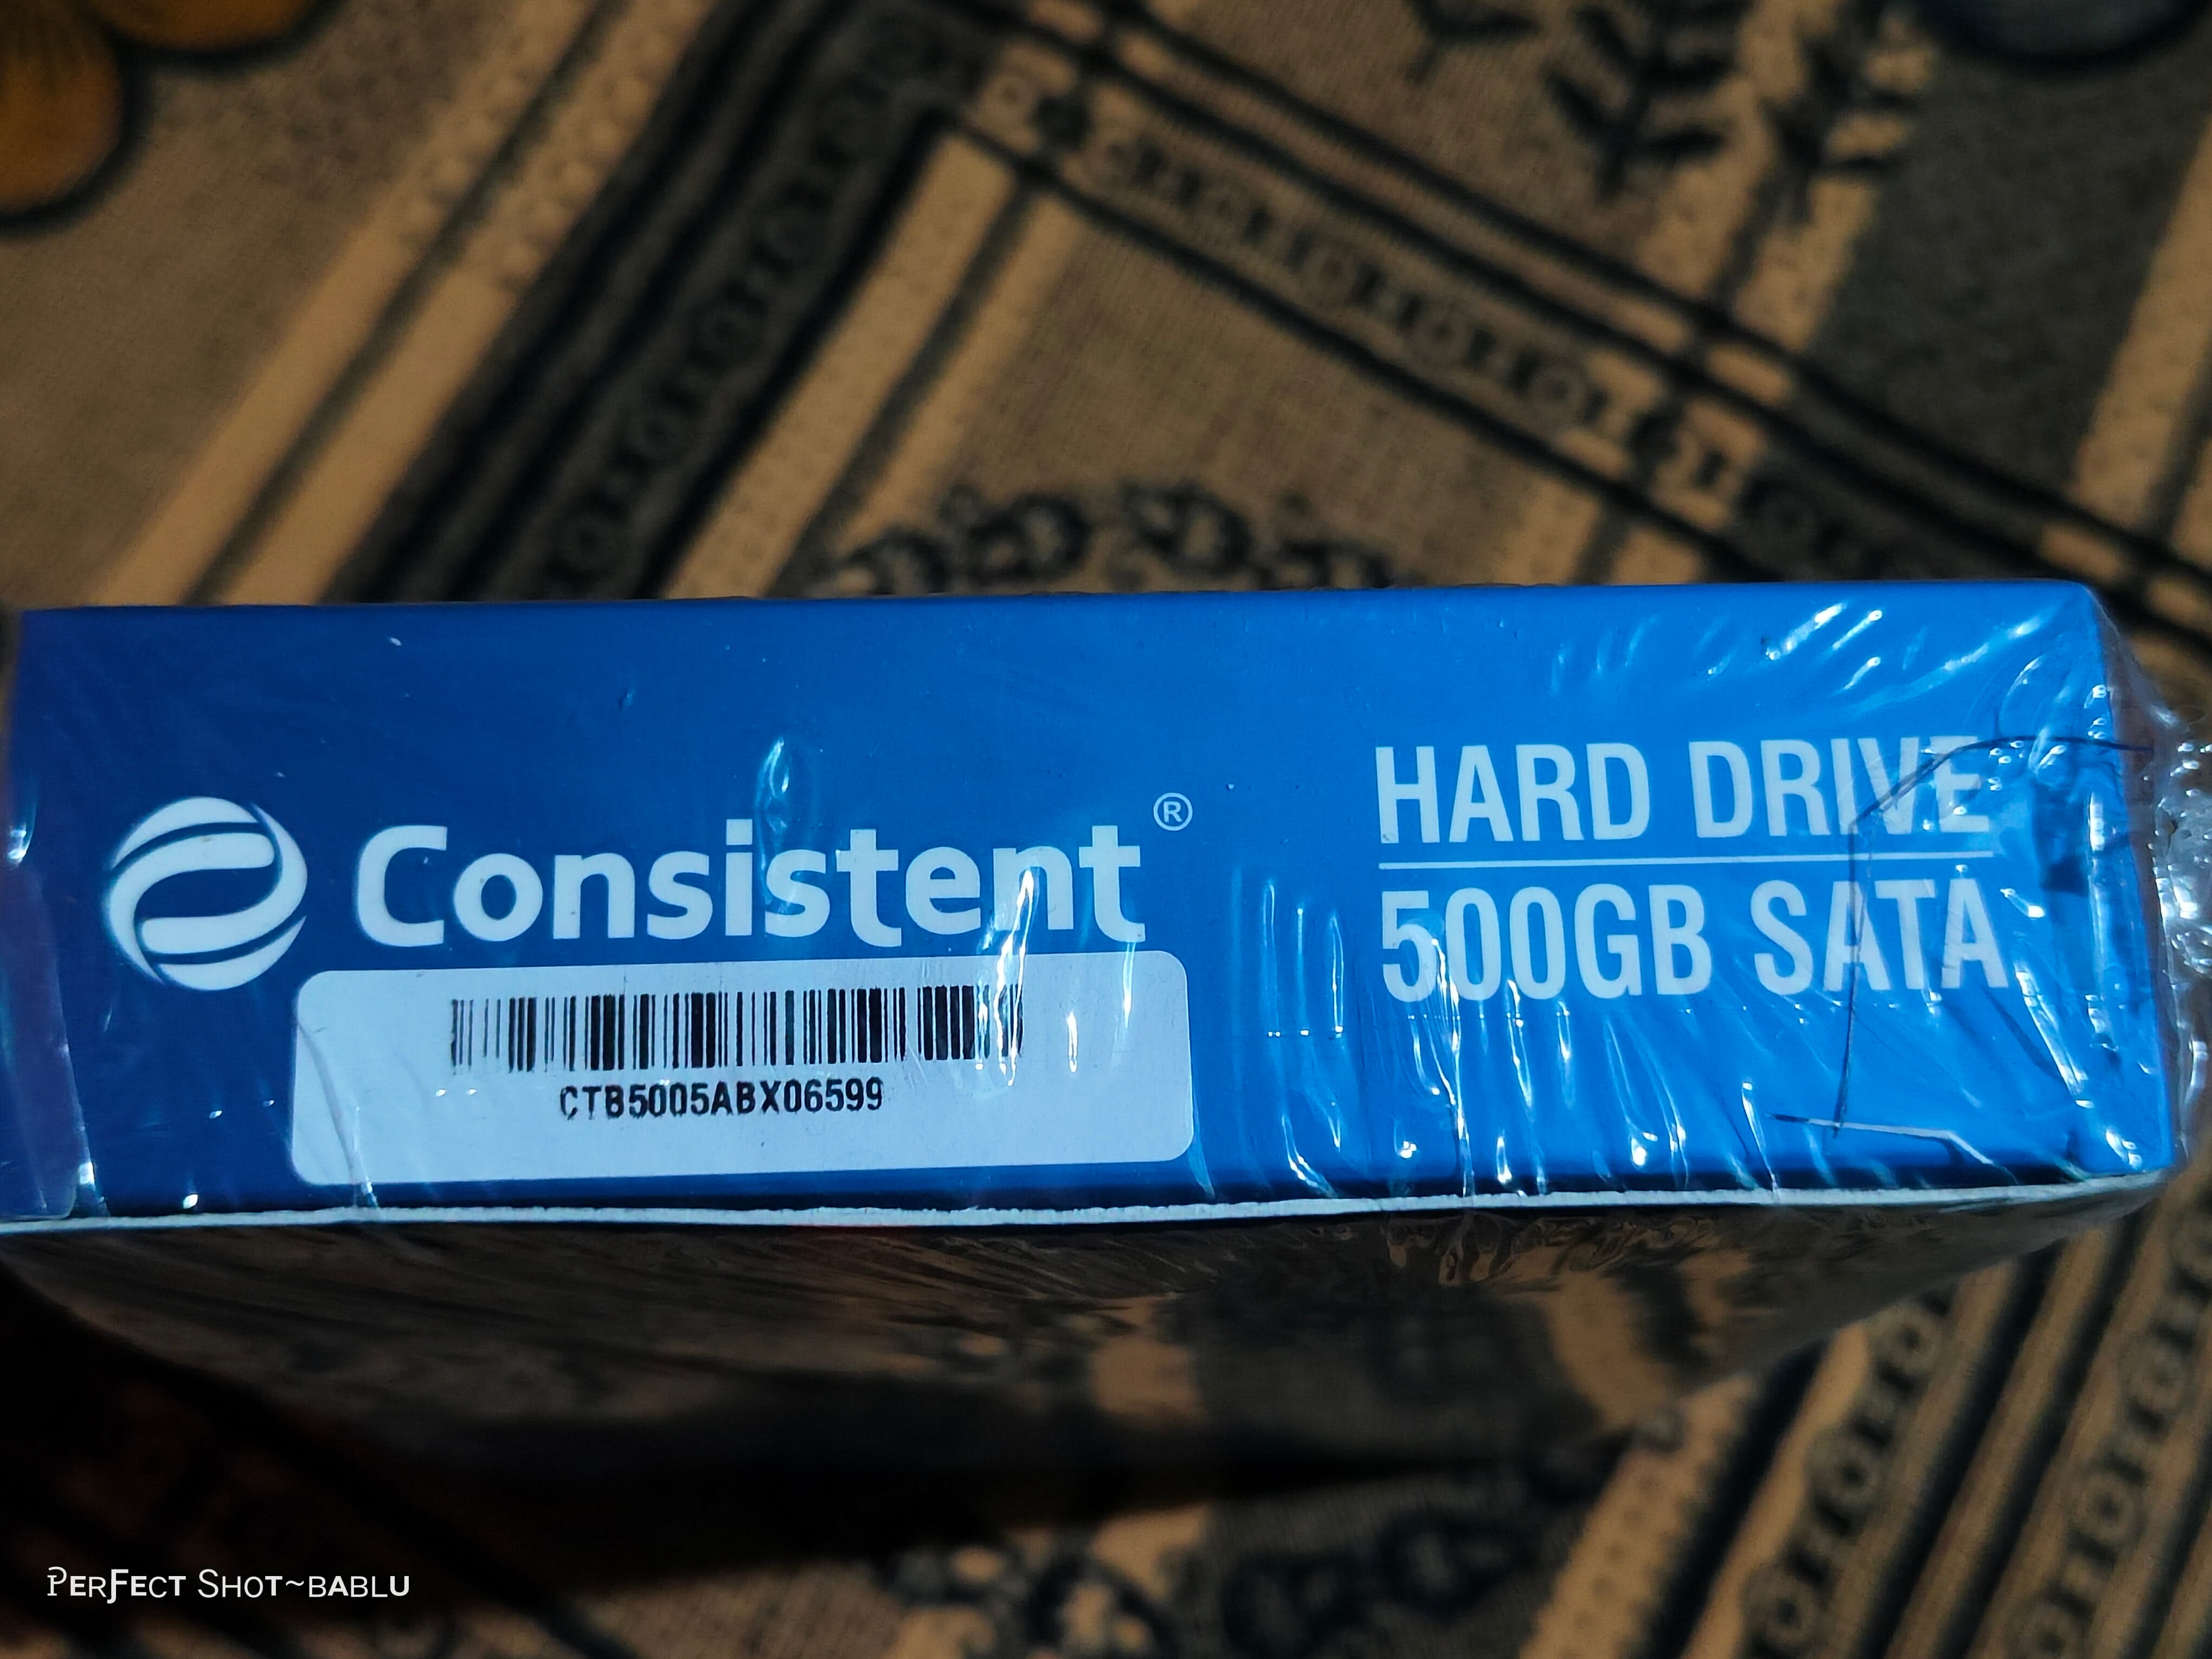 Consistent®
HARD DRIVE
500GB SATA
CTB5005ABX06599
PERFECT SHOT~BABLU